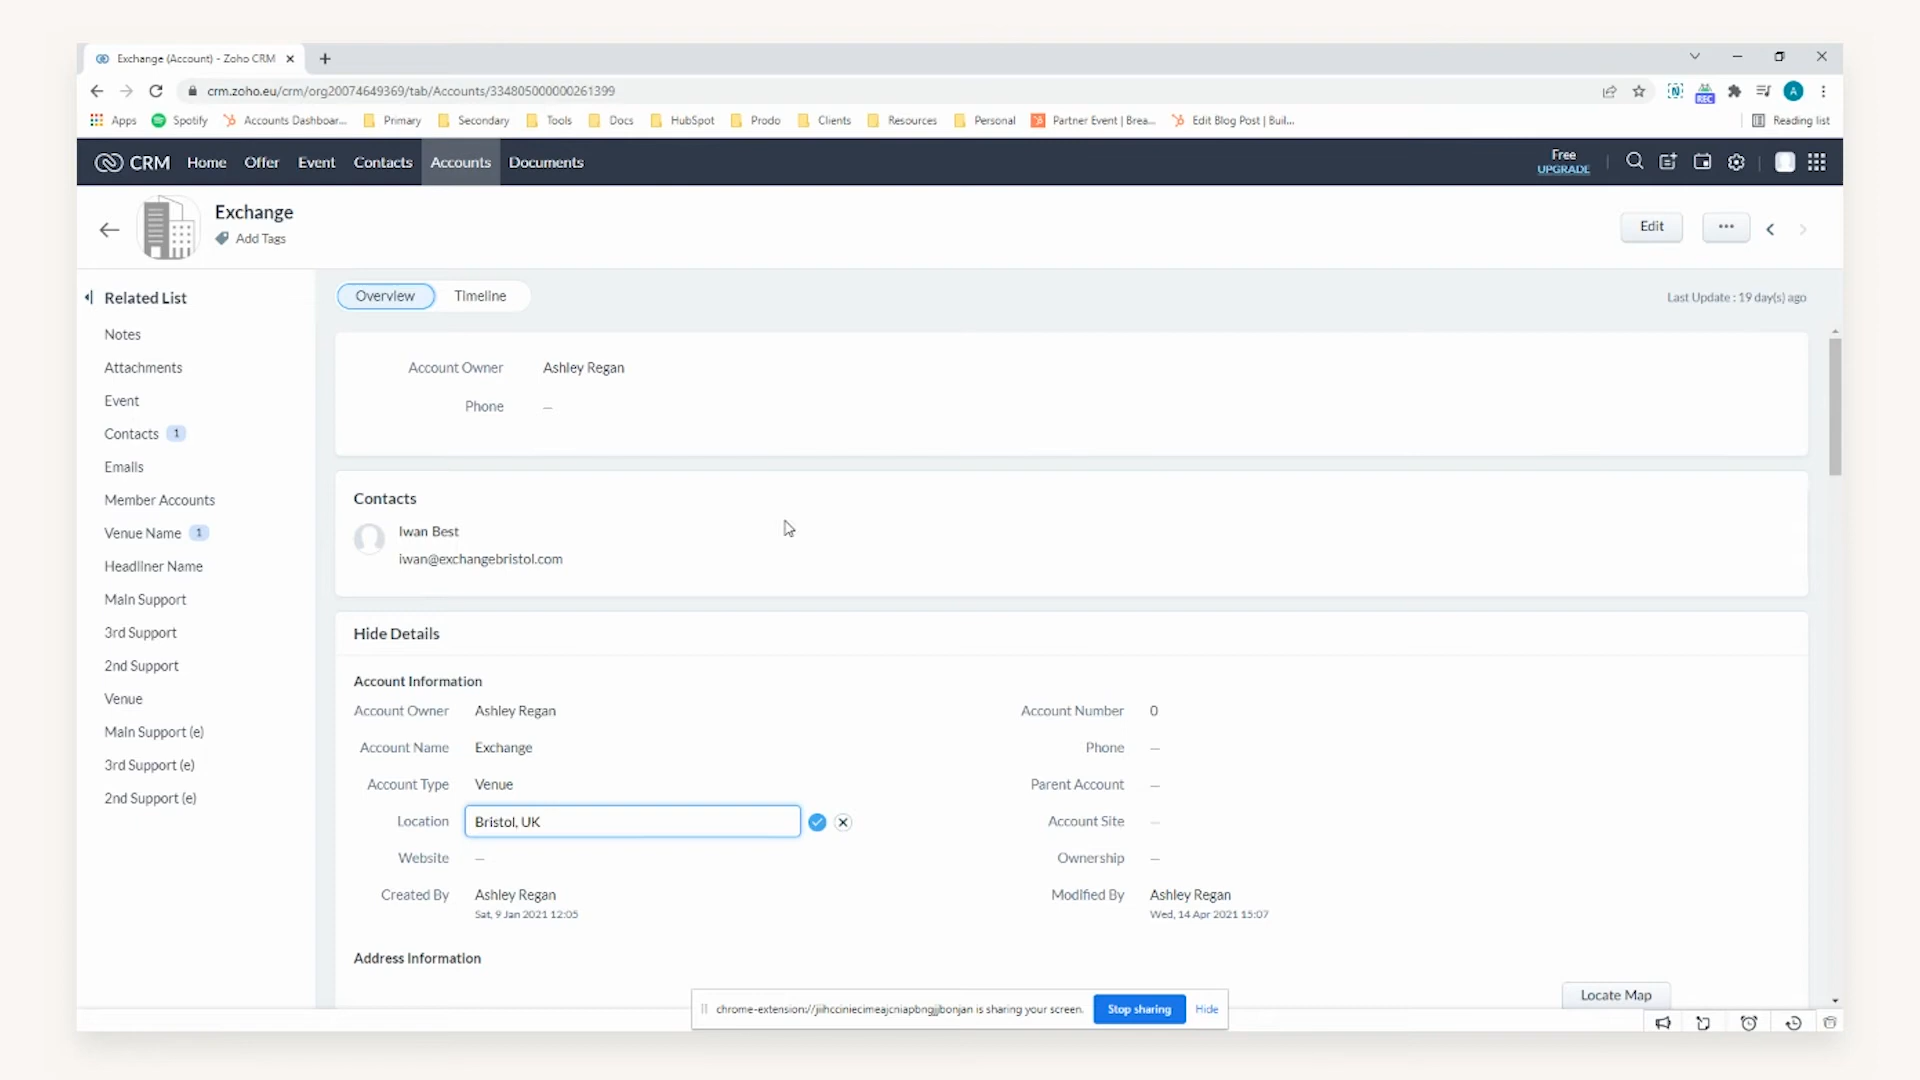 Exchange (Account) - Zoho CRM
crm.zoho.eu/crm/org20074649369/tab/Accounts/334805000000261399
REC
A
Apps Spotify Accounts Dashboar... Primary Secondary Tools Docs HubSpot Prodo Clients Resources Personal Partner Event | Brea... Edit Blog Post | Buil... Reading list
CRM Home Offer Event Contacts Accounts Documents
Free
UPGRADE
Exchange
Add Tags
Edit
Related List
Notes
Attachments
Event
Contacts 1
Emails
Member Accounts
Venue Name 1
Headliner Name
Main Support
3rd Support
2nd Support
Venue
Main Support (e)
3rd Support (e)
2nd Support (e)
Overview Timeline
Last Update : 19 day(s) ago
Account Owner Ashley Regan
Phone —
Contacts
Iwan Best
iwan@exchangebristol.com
Hide Details
Account Information
Account Owner Ashley Regan Account Number 0
Account Name Exchange Phone —
Account Type Venue Parent Account —
Location Bristol, UK Account Site —
Website — Ownership —
Created By Ashley Regan Modified By Ashley Regan
Sat, 9 Jan 2021 12:05 Wed, 14 Apr 2021 15:07
Address Information
Locate Map
is sharing your screen. Stop sharing Hide